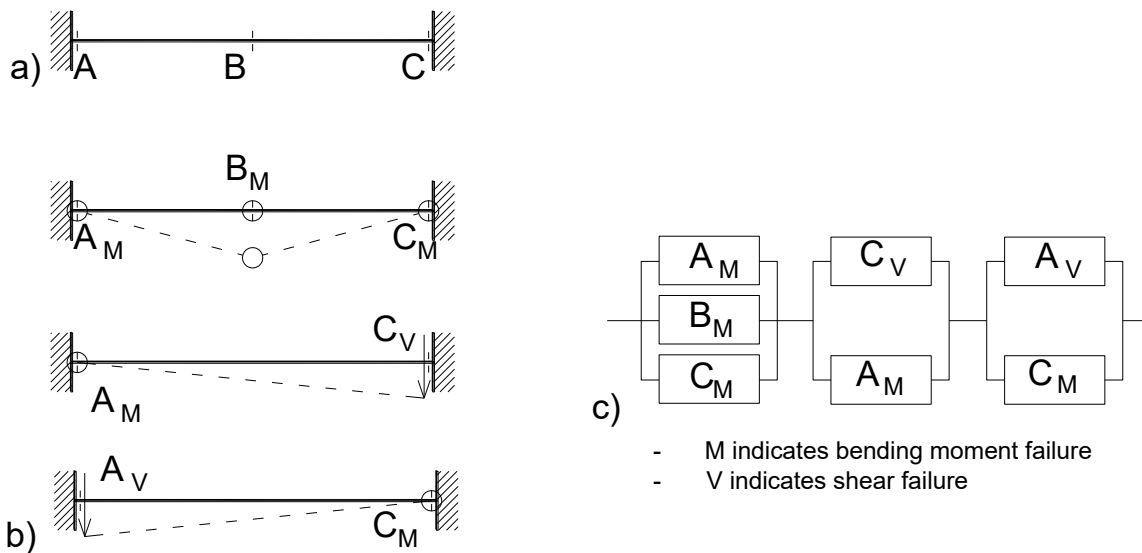 a)
A B C
B_M
A_M C_M
C_V
A_M
A_V
C_M
b)
A_M C_V A_V
B_M
C_M A_M C_M
c)
- M indicates bending moment failure
- V indicates shear failure